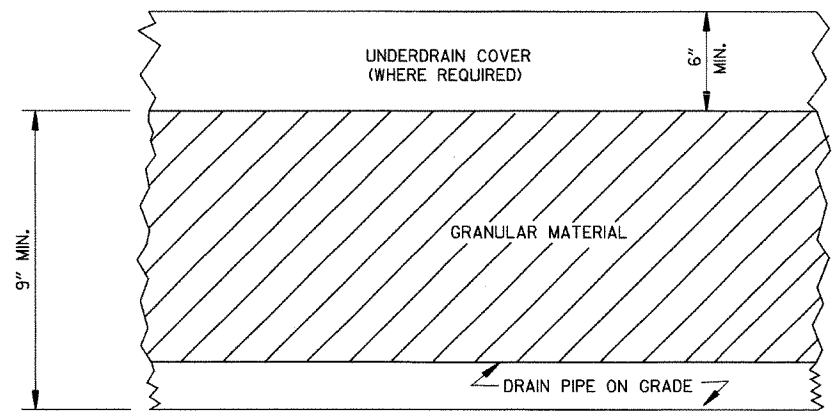 UNDERDRAIN COVER
(WHERE REQUIRED)
6" MIN.
GRANULAR MATERIAL
9" MIN.
DRAIN PIPE ON GRADE